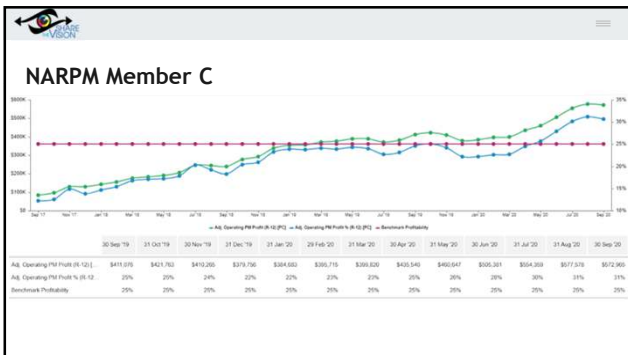 SHARE
THE VISION
NARPM Member C
$600K
$500K
$400K
$300K
$200K
$100K
$0
35%
30%
25%
20%
15%
10%
Sep '17 Nov '17 Jan '18 Mar '18 May '18 Jul '18 Sep '18 Nov '18 Jan '19 Mar '19 May '19 Jul '19 Sep '19 Nov '19 Jan '20 Mar '20 May '20 Jul '20 Sep '20
Adj. Operating PM Profit (R-12) [PC] Adj. Operating PM Profit % (R-12) [PC] Benchmark Profitability
30 Sep '19 31 Oct '19 30 Nov '19 31 Dec '19 31 Jan '20 29 Feb '20 31 Mar '20 30 Apr '20 31 May '20 30 Jun '20 31 Jul '20 31 Aug '20 30 Sep '20
Adj. Operating PM Profit (R-12) [... $411,076 $421,763 $410,265 $379,756 $384,683 $395,715 $398,820 $435,540 $460,647 $505,381 $554,359 $577,578 $572,965
Adj. Operating PM Profit % (R-12 ... 25% 25% 24% 22% 22% 23% 23% 25% 26% 28% 30% 31% 31%
Benchmark Profitability 25% 25% 25% 25% 25% 25% 25% 25% 25% 25% 25% 25% 25%